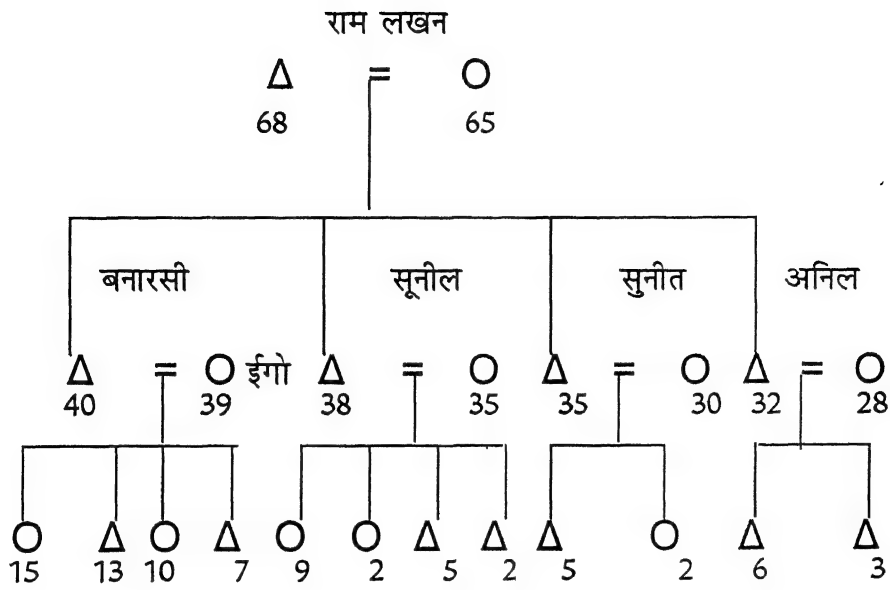 राम लखन
Δ = O
68 65
बनारसी सूनील सुनीत अनिल
Δ = O ईगो Δ = O Δ = O Δ = O
40 39 38 35 35 30 32 28
O Δ O Δ O O Δ Δ Δ O Δ Δ
15 13 10 7 9 2 5 2 5 2 6 3